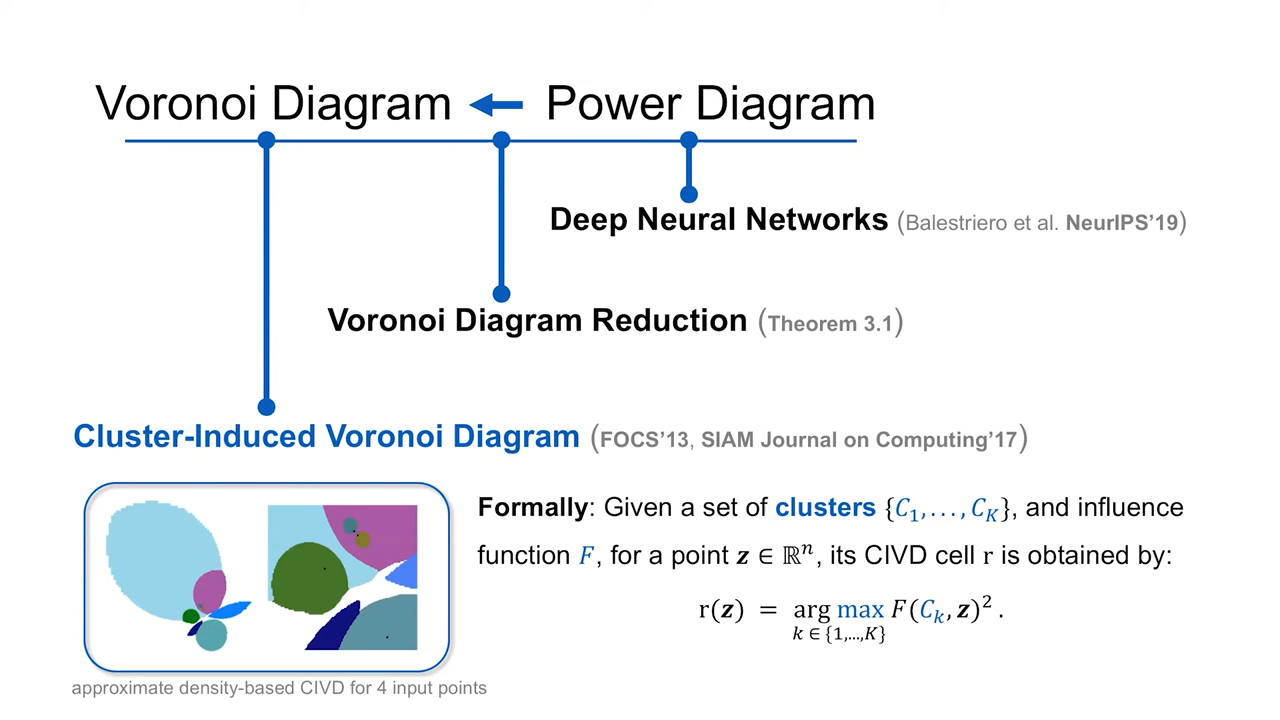 Voronoi Diagram ← Power Diagram
Deep Neural Networks (Balestriero et al. NeurIPS’19)
Voronoi Diagram Reduction (Theorem 3.1)
Cluster-Induced Voronoi Diagram (FOCS’13, SIAM Journal on Computing’17)
Formally: Given a set of clusters {C₁, . . . , C_K}, and influence
function F, for a point z ∈ ℝⁿ, its CIVD cell r is obtained by:
r(z) = arg max F(C_k, z)² .
k ∈ {1,...,K}
approximate density-based CIVD for 4 input points